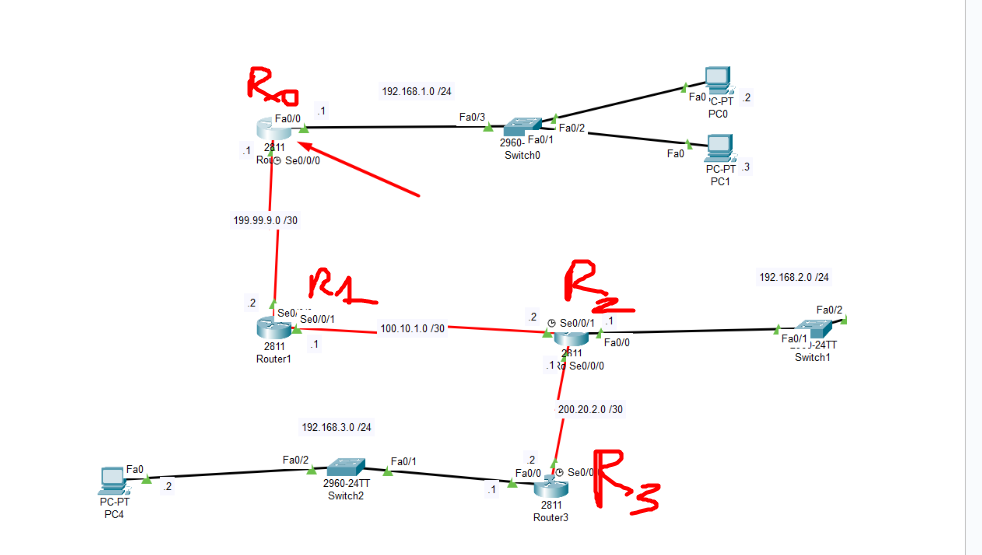 R0
192.168.1.0 /24
.1
Fa0/0
Fa0/3
Fa0/2
Fa0/1
2960-
Switch0
Fa0
PC-PT
PC0
.2
Fa0
PC-PT
PC1
.3
.1
2811
Se0/0/0
199.99.9.0 /30
R1
R2
192.168.2.0 /24
.2
Se0/0/1
.1
2811
Router1
100.10.1.0 /30
.2
Se0/0/1
.1
Fa0/0
2811
.1
Se0/0/0
Fa0/2
Fa0/1
-24TT
Switch1
200.20.2.0 /30
192.168.3.0 /24
Fa0
.2
PC-PT
PC4
Fa0/2
Fa0/1
2960-24TT
Switch2
.2
Fa0/0
.1
2811
Router3
R3